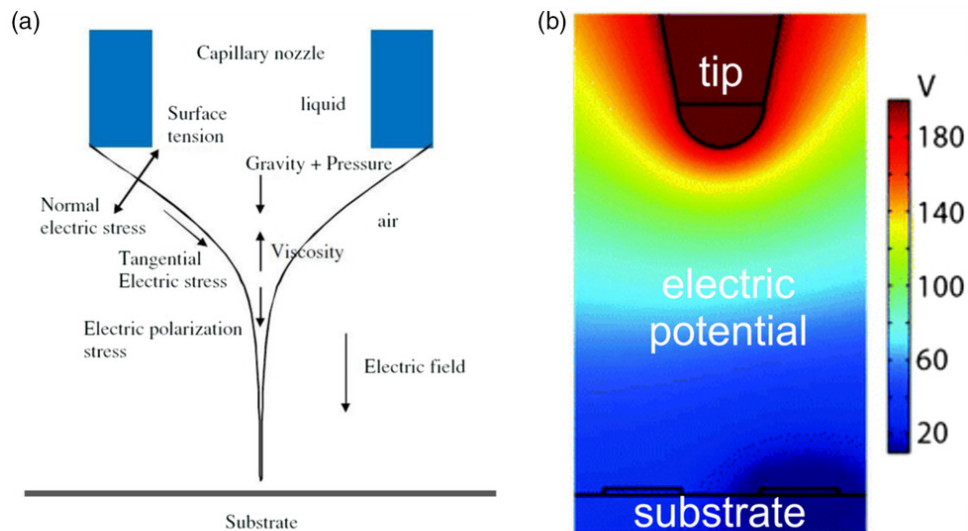 (a)
Capillary nozzle
liquid
Surface
tension
Gravity + Pressure
Normal
electric stress
air
Tangential
Electric stress
Viscosity
Electric polarization
stress
Electric field
Substrate
(b)
tip
electric
potential
substrate
V
180
140
100
60
20